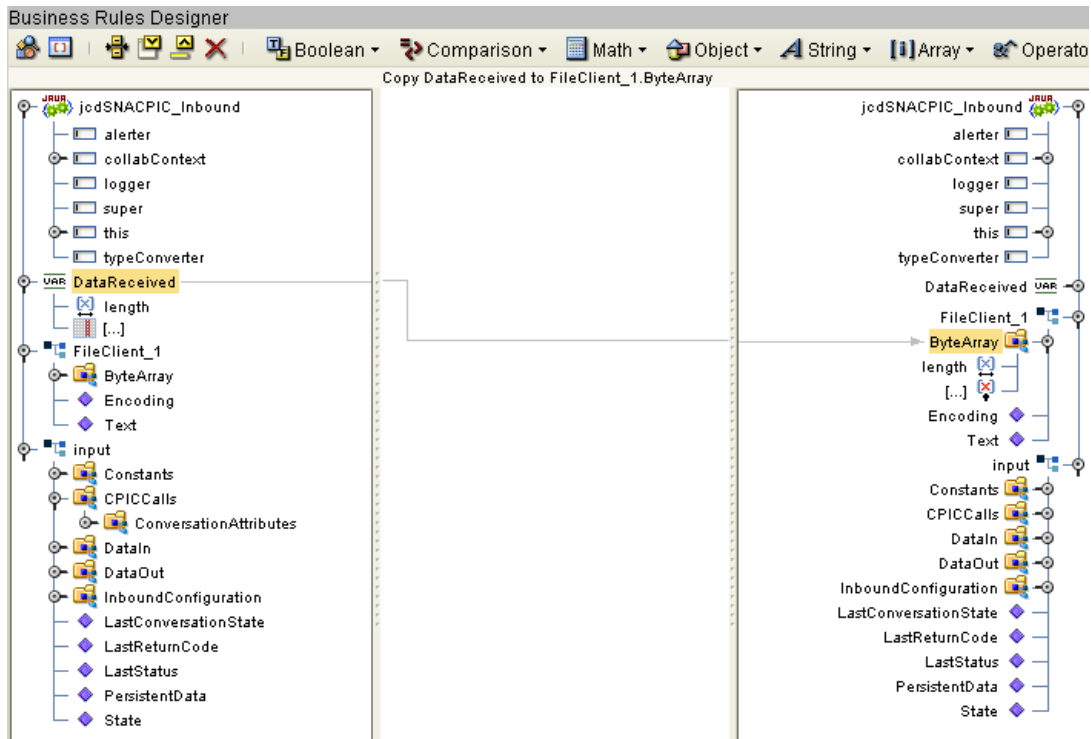 Business Rules Designer
Boolean Comparison Math Object String Array Operato
Copy DataReceived to FileClient_1.ByteArray
JAVA jcdSNACPIC_Inbound
alerter
collabContext
logger
super
this
typeConverter
VAR DataReceived
length
[...]
FileClient_1
ByteArray
Encoding
Text
input
Constants
CPICCalls
ConversationAttributes
DataIn
DataOut
InboundConfiguration
LastConversationState
LastReturnCode
LastStatus
PersistentData
State
jcdSNACPIC_Inbound JAVA
alerter
collabContext
logger
super
this
typeConverter
DataReceived VAR
FileClient_1
ByteArray
length
[...]
Encoding
Text
input
Constants
CPICCalls
DataIn
DataOut
InboundConfiguration
LastConversationState
LastReturnCode
LastStatus
PersistentData
State